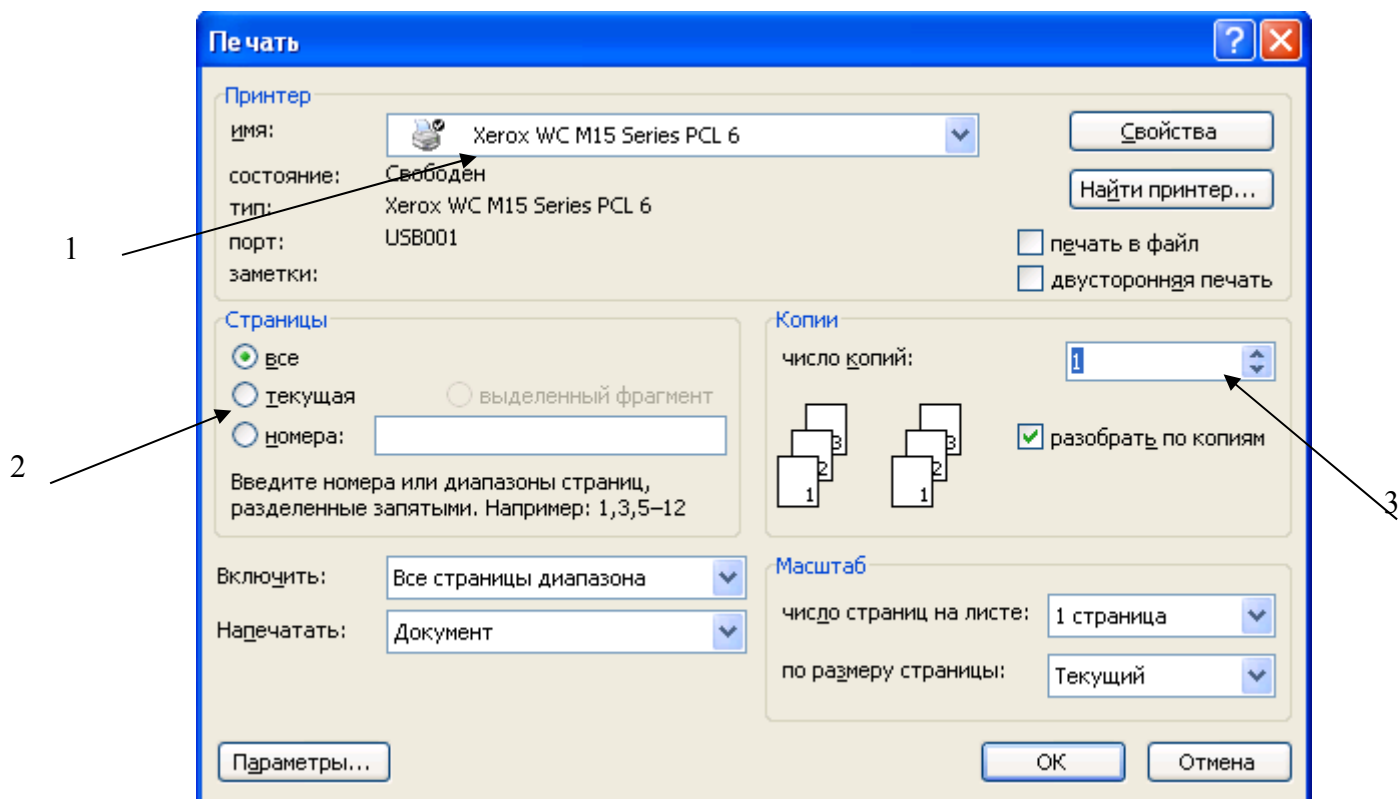 Печать
Принтер
имя: Xerox WC M15 Series PCL 6 Свойства
состояние: Свободен
Найти принтер...
тип: Xerox WC M15 Series PCL 6
1
порт: USB001
печать в файл
заметки:
двусторонняя печать
Страницы
все
текущая выделенный фрагмент
номера:
2
Введите номера или диапазоны страниц,
разделенные запятыми. Например: 1,3,5–12
Копии
число копий: 1
3 3
2 2
1 1
разобрать по копиям
3
Включить: Все страницы диапазона
Напечатать: Документ
Масштаб
число страниц на листе: 1 страница
по размеру страницы: Текущий
Параметры... ОК Отмена